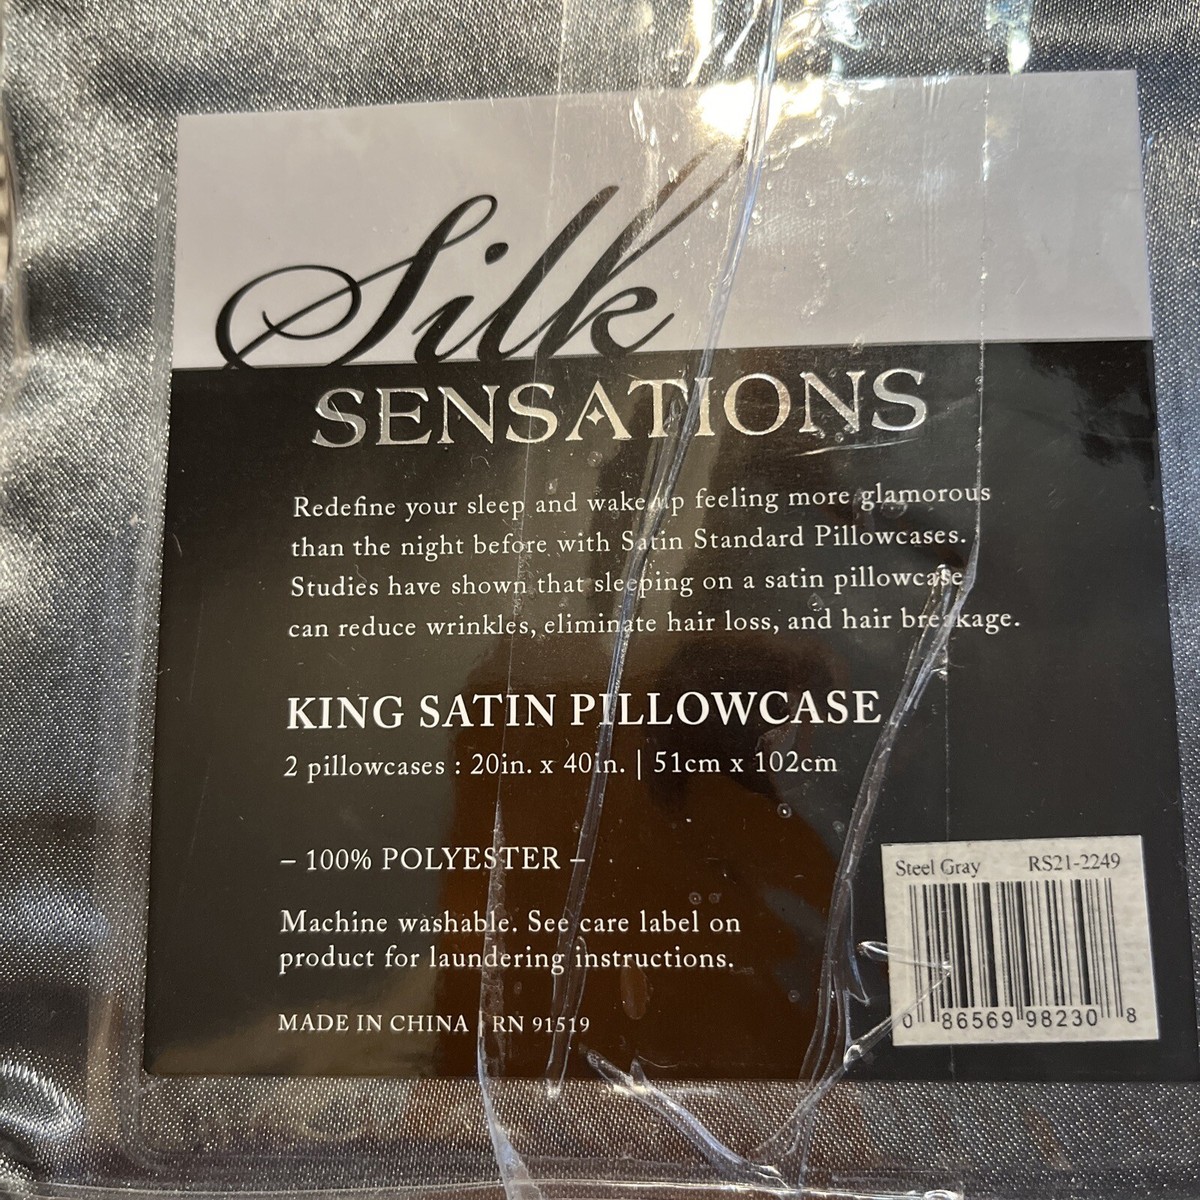 Silk
SENSATIONS
Redefine your sleep and wake up feeling more glamorous
than the night before with Satin Standard Pillowcases.
Studies have shown that sleeping on a satin pillowcase
can reduce wrinkles, eliminate hair loss, and hair breakage.
KING SATIN PILLOWCASE
2 pillowcases : 20in. x 40in. | 51cm x 102cm
– 100% POLYESTER –
Machine washable. See care label on
product for laundering instructions.
MADE IN CHINA | RN 91519
Steel Gray RS21-2249
0 86569 98230 8